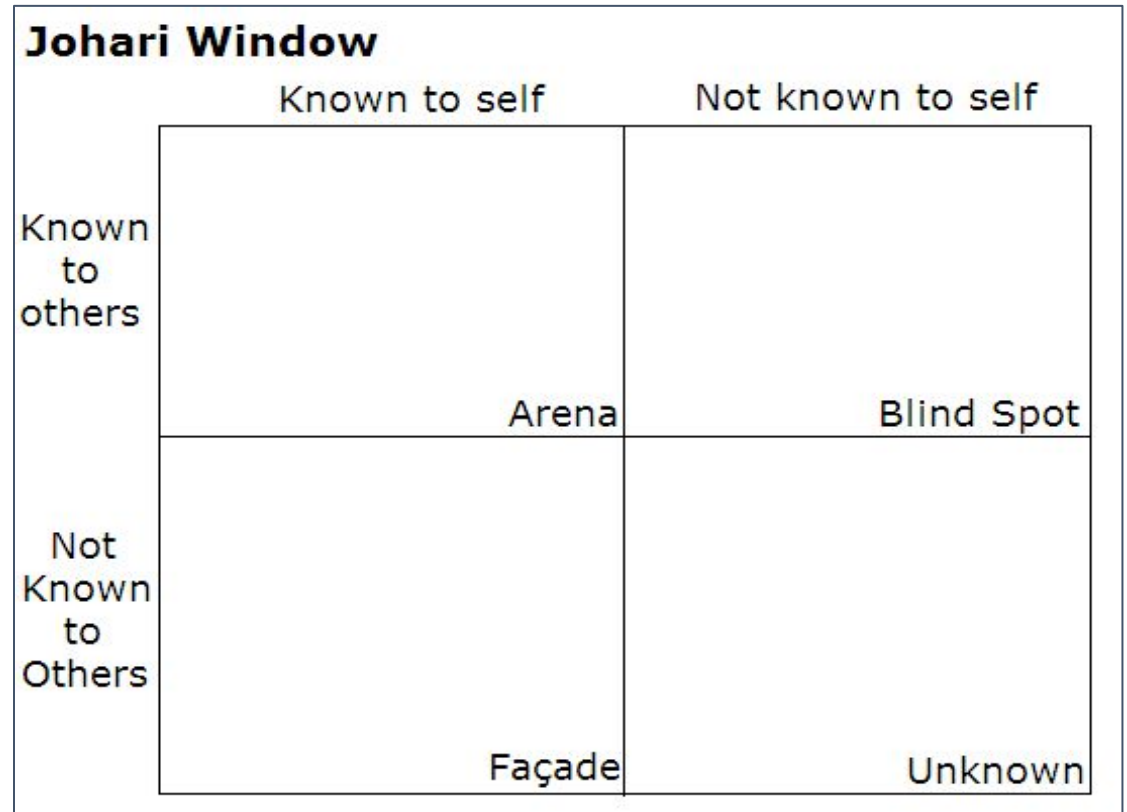 Johari Window
Known to self
Not known to self
Known
to
others
Arena
Blind Spot
Not
Known
to
Others
Façade
Unknown